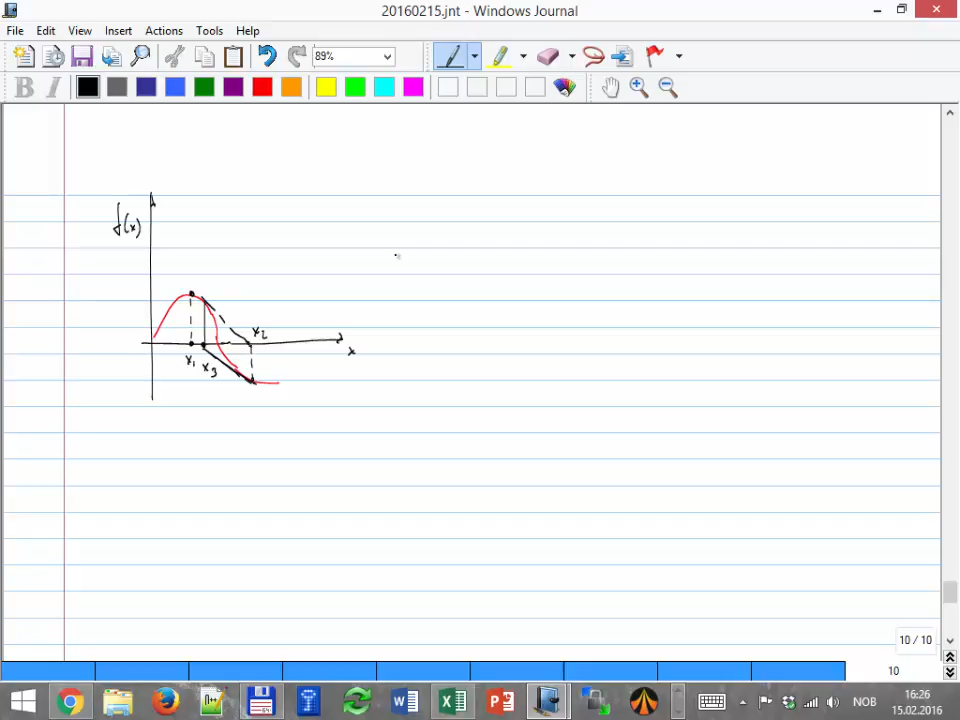 20160215.jnt - Windows Journal
File Edit View Insert Actions Tools Help
89%
B I
f(x)
x2
x
x1 x3
10 / 10
10
NOB
16:26
15.02.2016